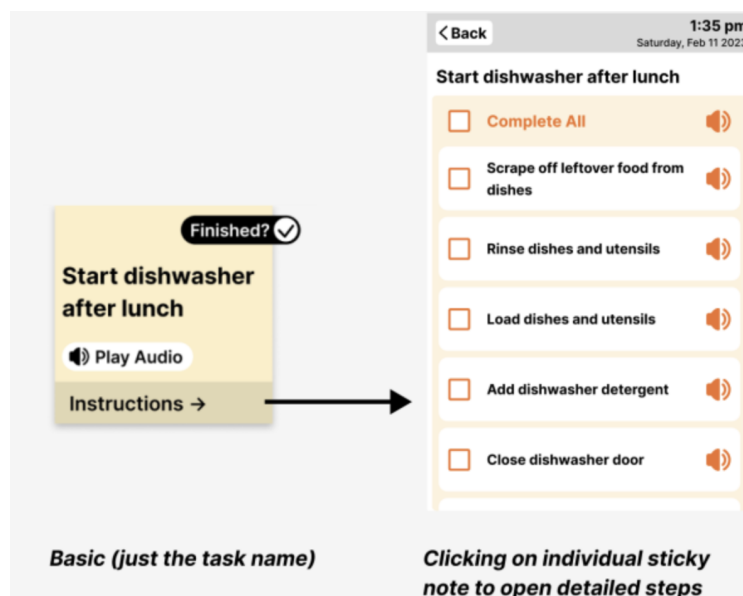 Back
1:35 pm
Saturday, Feb 11 2023
Start dishwasher after lunch
Complete All
Scrape off leftover food from
dishes
Rinse dishes and utensils
Load dishes and utensils
Add dishwasher detergent
Close dishwasher door
Finished?
Start dishwasher
after lunch
Play Audio
Instructions →
Basic (just the task name)
Clicking on individual sticky
note to open detailed steps